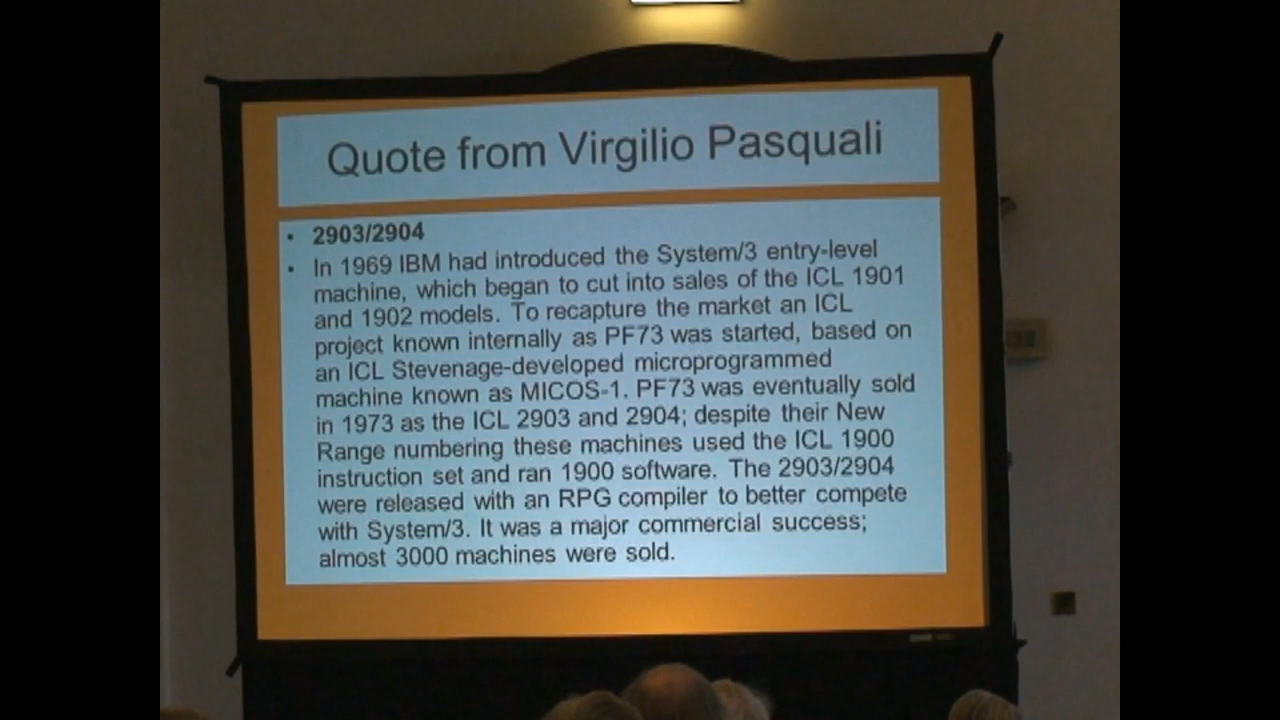 Quote from Virgilio Pasquali
• 2903/2904
• In 1969 IBM had introduced the System/3 entry-level
machine, which began to cut into sales of the ICL 1901
and 1902 models. To recapture the market an ICL
project known internally as PF73 was started, based on
an ICL Stevenage-developed microprogrammed
machine known as MICOS-1. PF73 was eventually sold
in 1973 as the ICL 2903 and 2904; despite their New
Range numbering these machines used the ICL 1900
instruction set and ran 1900 software. The 2903/2904
were released with an RPG compiler to better compete
with System/3. It was a major commercial success;
almost 3000 machines were sold.